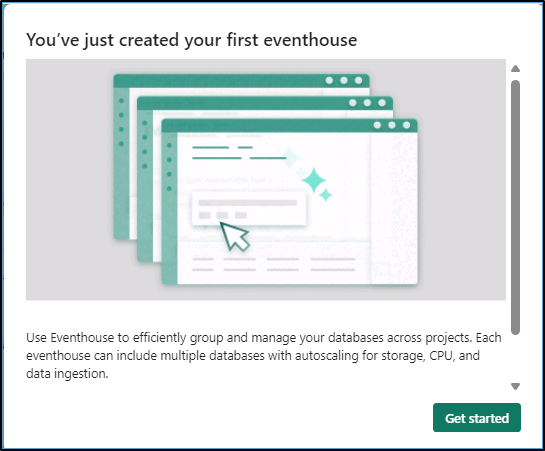 You’ve just created your first eventhouse
Use Eventhouse to efficiently group and manage your databases across projects. Each
eventhouse can include multiple databases with autoscaling for storage, CPU, and
data ingestion.
Get started